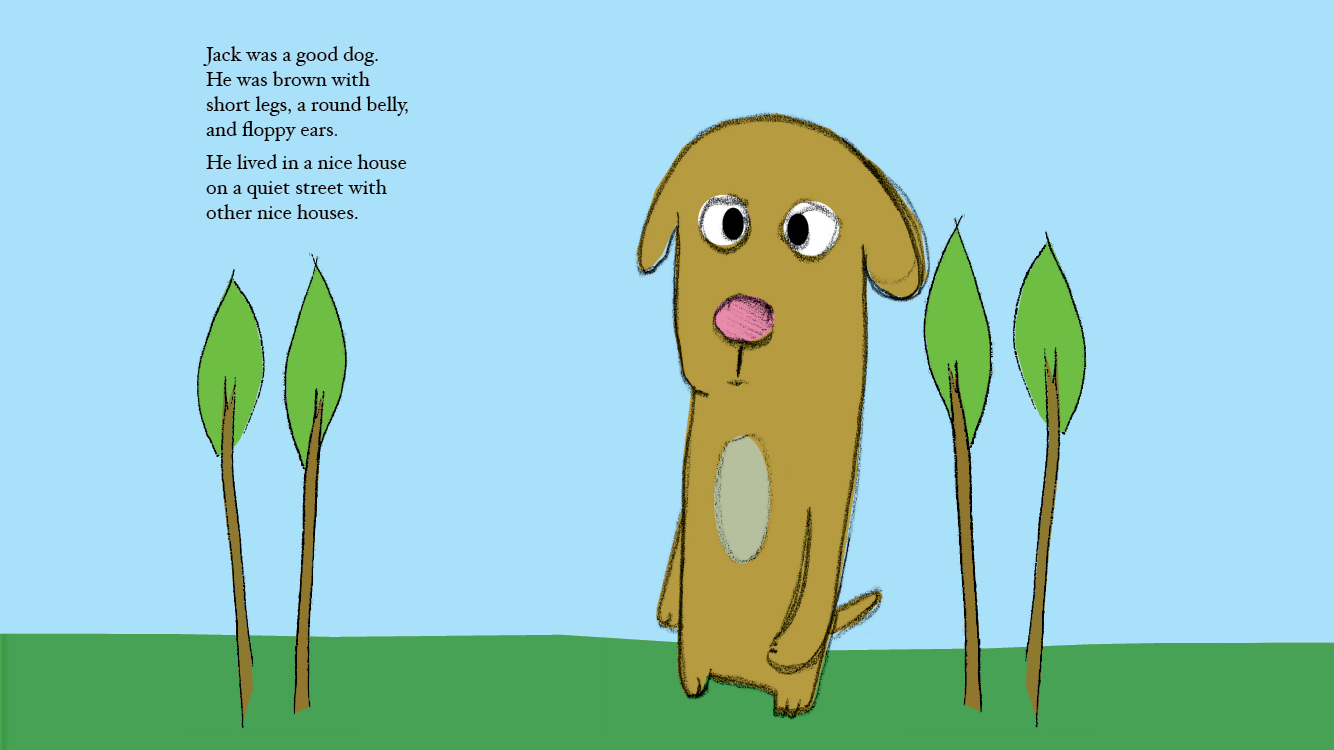 Jack was a good dog.
He was brown with
short legs, a round belly,
and floppy ears.
He lived in a nice house
on a quiet street with
other nice houses.